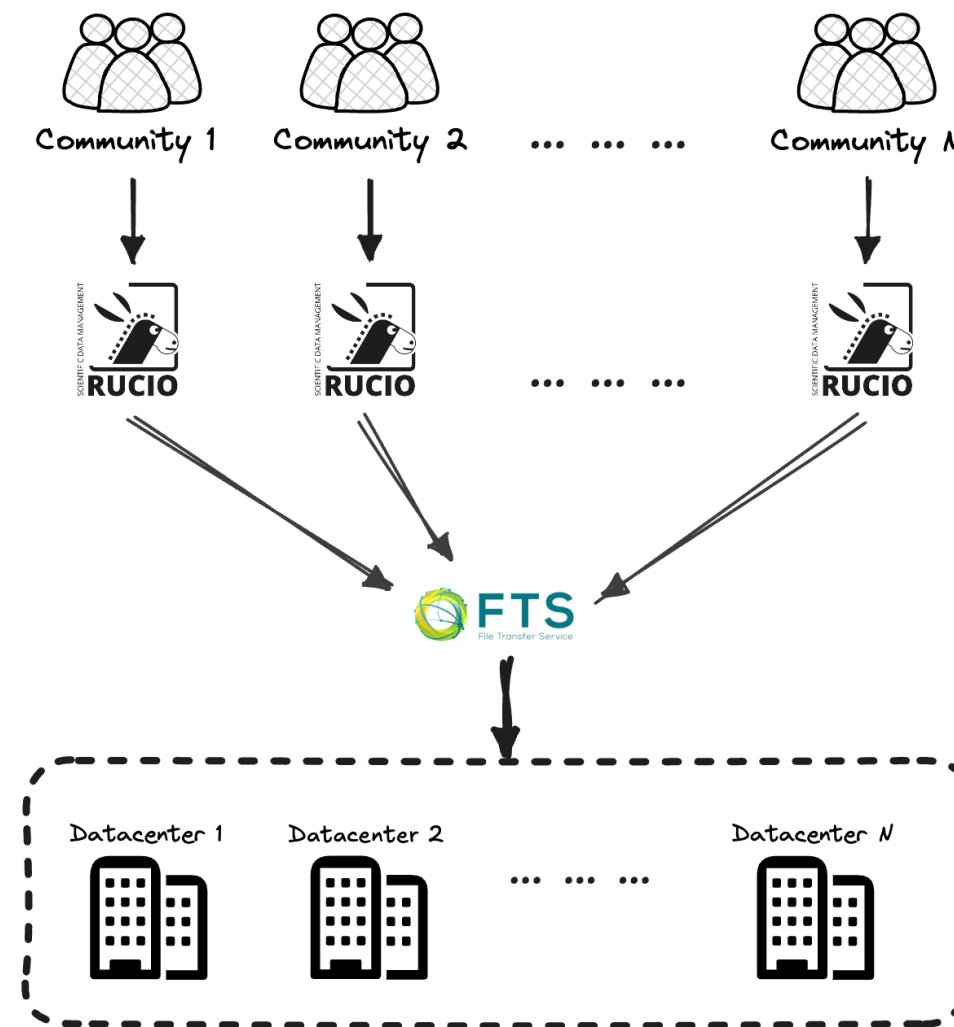 Community 1
Community 2
... ... ...
Community N
SCIENTIFIC DATA MANAGEMENT
RUCIO
SCIENTIFIC DATA MANAGEMENT
RUCIO
... ... ...
SCIENTIFIC DATA MANAGEMENT
RUCIO
FTS
File Transfer Service
Datacenter 1
Datacenter 2
... ... ...
Datacenter N